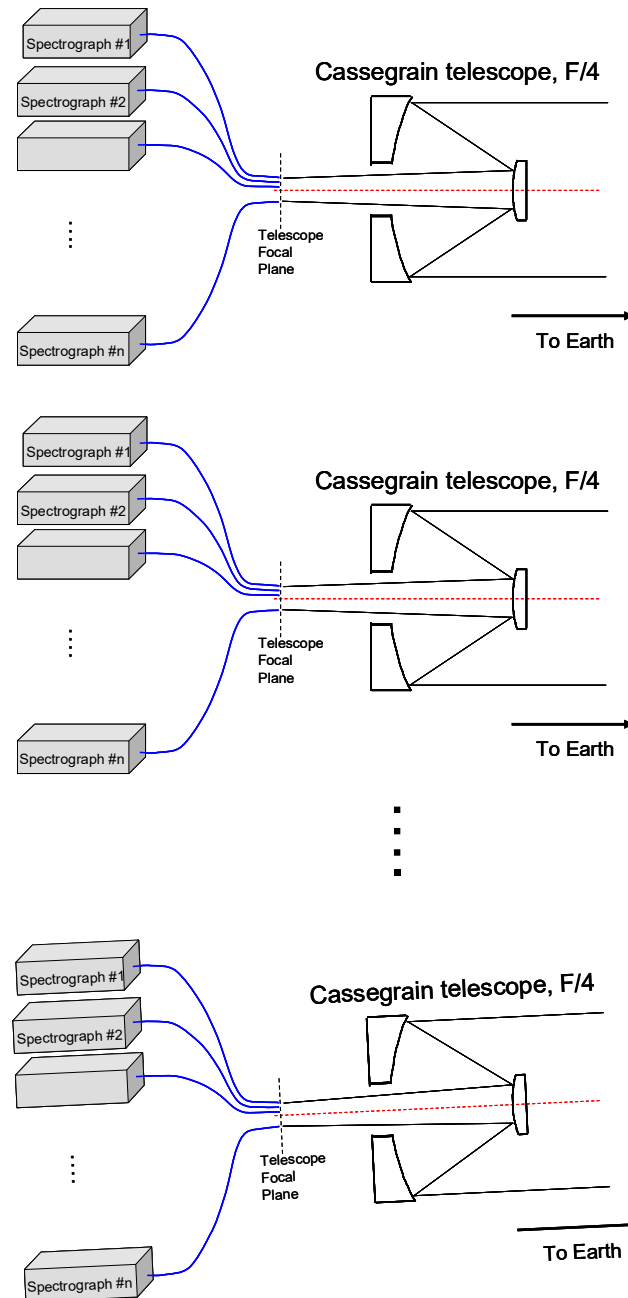 Spectrograph #1
Cassegrain telescope, F/4
Spectrograph #2
Telescope
Focal
Plane
Spectrograph #n
To Earth
Spectrograph #1
Cassegrain telescope, F/4
Spectrograph #2
Telescope
Focal
Plane
To Earth
Spectrograph #n
Spectrograph #1
Cassegrain telescope, F/4
Spectrograph #2
Telescope
Focal
Plane
To Earth
Spectrograph #n